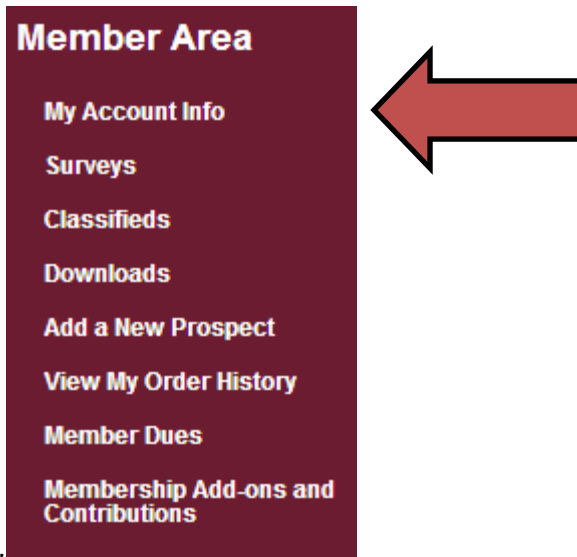 Member Area
My Account Info
Surveys
Classifieds
Downloads
Add a New Prospect
View My Order History
Member Dues
Membership Add-ons and
Contributions
.